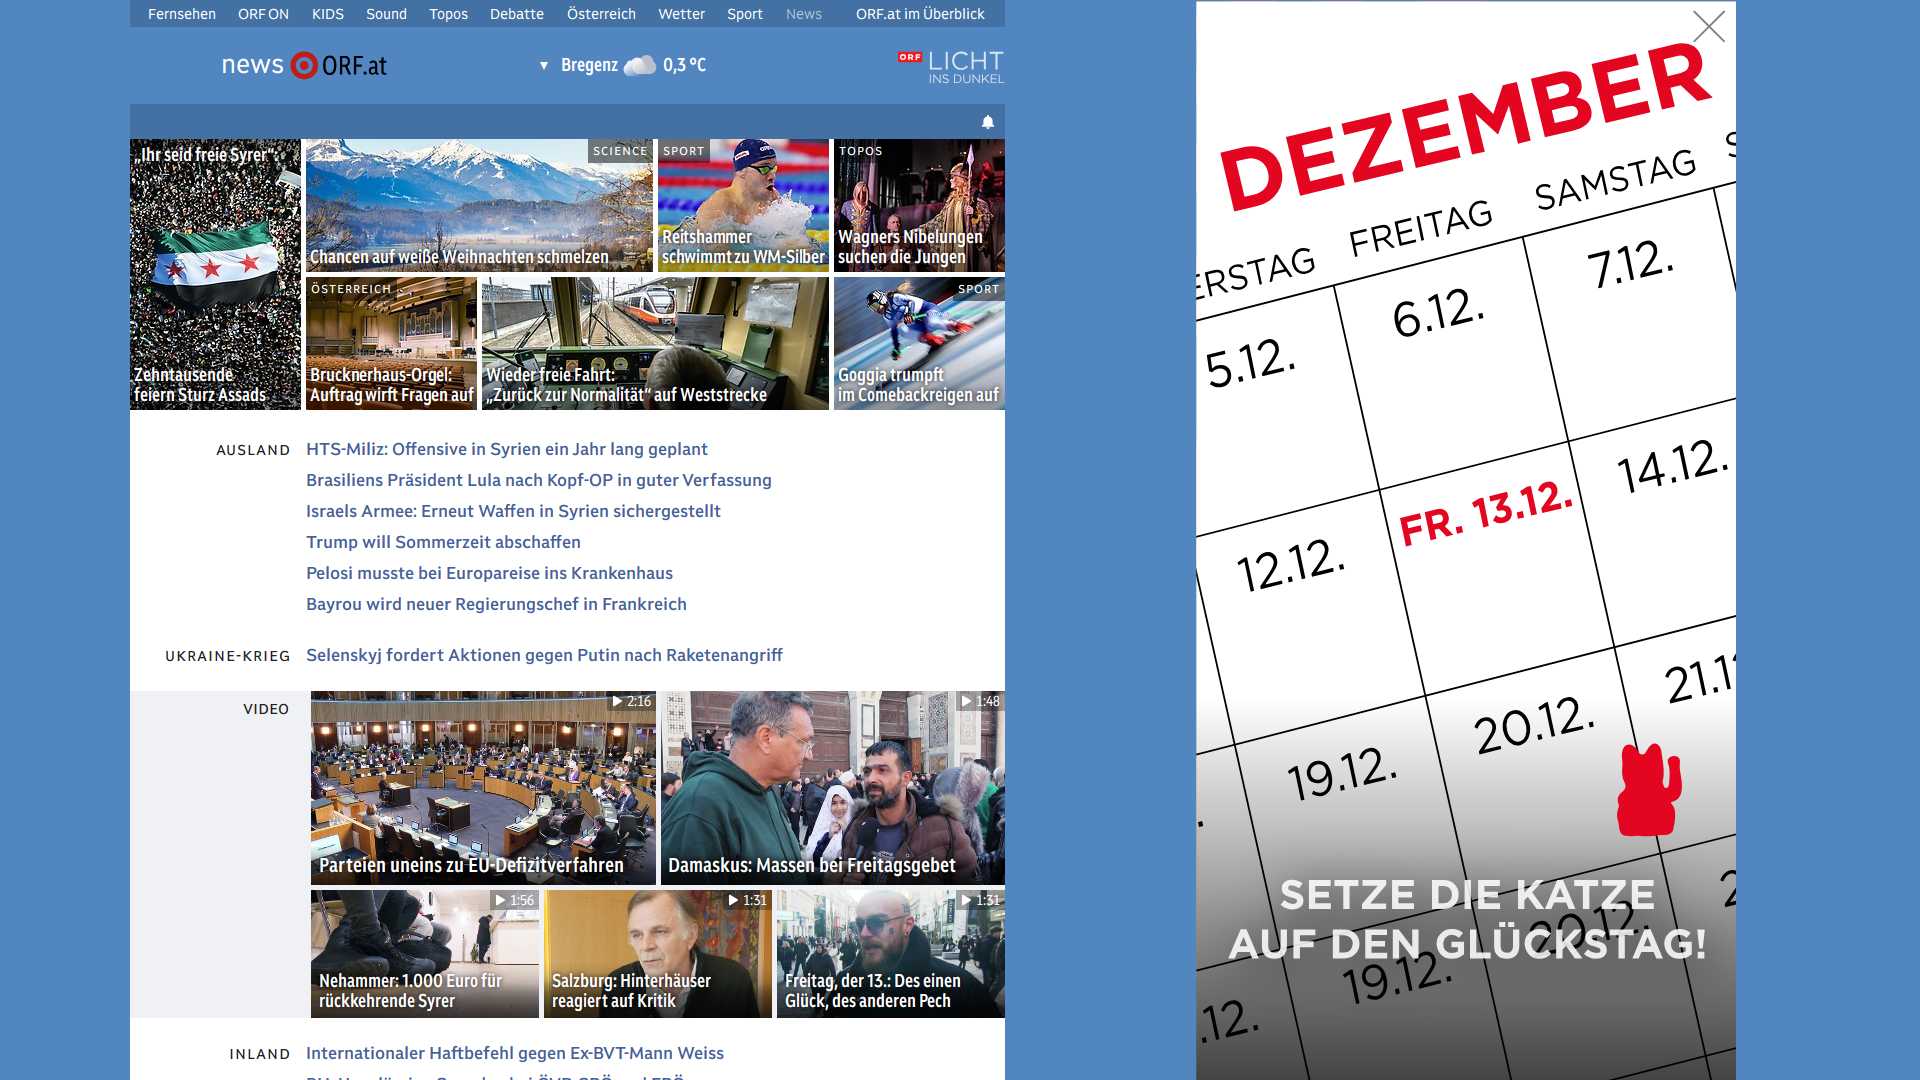 Fernsehen ORF ON KIDS Sound Topos Debatte Österreich Wetter Sport News ORF.at im Überblick
news ORF.at
Bregenz 0,3 °C
ORF LICHT
INS DUNKEL
„Ihr seid freie Syrer“:
Zehntausende
feiern Sturz Assads
SCIENCE
Chancen auf weiße Weihnachten schmelzen
SPORT
Reitshammer
schwimmt zu WM-Silber
TOPOS
Wagners Nibelungen
suchen die Jungen
ÖSTERREICH
Brucknerhaus-Orgel:
Auftrag wirft Fragen auf
Wieder freie Fahrt:
„Zurück zur Normalität“ auf Weststrecke
SPORT
Goggia trumpft
im Comebackreigen auf
AUSLAND
HTS-Miliz: Offensive in Syrien ein Jahr lang geplant
Brasiliens Präsident Lula nach Kopf-OP in guter Verfassung
Israels Armee: Erneut Waffen in Syrien sichergestellt
Trump will Sommerzeit abschaffen
Pelosi musste bei Europareise ins Krankenhaus
Bayrou wird neuer Regierungschef in Frankreich
UKRAINE-KRIEG
Selenskyj fordert Aktionen gegen Putin nach Raketenangriff
VIDEO
2:16
Parteien uneins zu EU-Defizitverfahren
1:48
Damaskus: Massen bei Freitagsgebet
1:56
Nehammer: 1.000 Euro für
rückkehrende Syrer
1:31
Salzburg: Hinterhäuser
reagiert auf Kritik
1:31
Freitag, der 13.: Des einen
Glück, des anderen Pech
INLAND
Internationaler Haftbefehl gegen Ex-BVT-Mann Weiss
DEZEMBER
ERSTAG FREITAG SAMSTAG S
5.12. 6.12. 7.12.
12.12. FR. 13.12. 14.12.
19.12. 20.12. 21.12
SETZE DIE KATZE
AUF DEN GLÜCKSTAG!
.12. 19.12. 20.12. 2